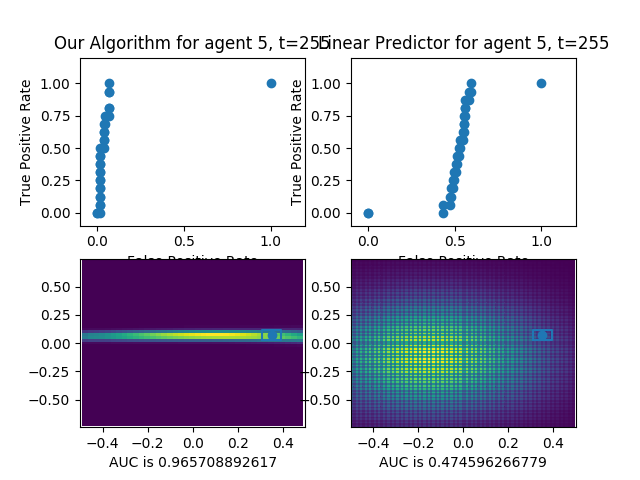 Our Algorithm for agent 5, t=255
Linear Predictor for agent 5, t=255
True Positive Rate
1.00
0.75
0.50
0.25
0.00
0.0 0.5 1.0
False Positive Rate
True Positive Rate
1.00
0.75
0.50
0.25
0.00
0.0 0.5 1.0
False Positive Rate
0.50
0.25
0.00
−0.25
−0.50
−0.4 −0.2 0.0 0.2 0.4
AUC is 0.965708892617
0.50
0.25
0.00
−0.25
−0.50
−0.4 −0.2 0.0 0.2 0.4
AUC is 0.474596266779